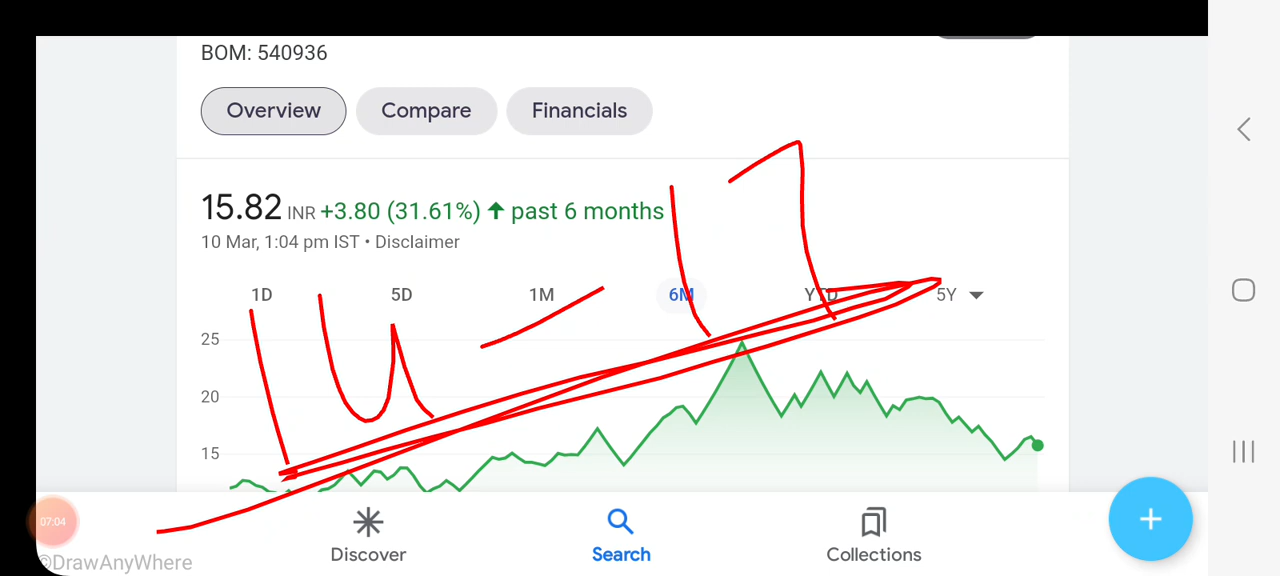 BOM: 540936
Overview Compare Financials
15.82 INR +3.80 (31.61%) ↑ past 6 months
10 Mar, 1:04 pm IST • Disclaimer
1D 5D 1M 6M YTD 5Y
25
20
15
07:04
Discover Search Collections
©DrawAnyWhere